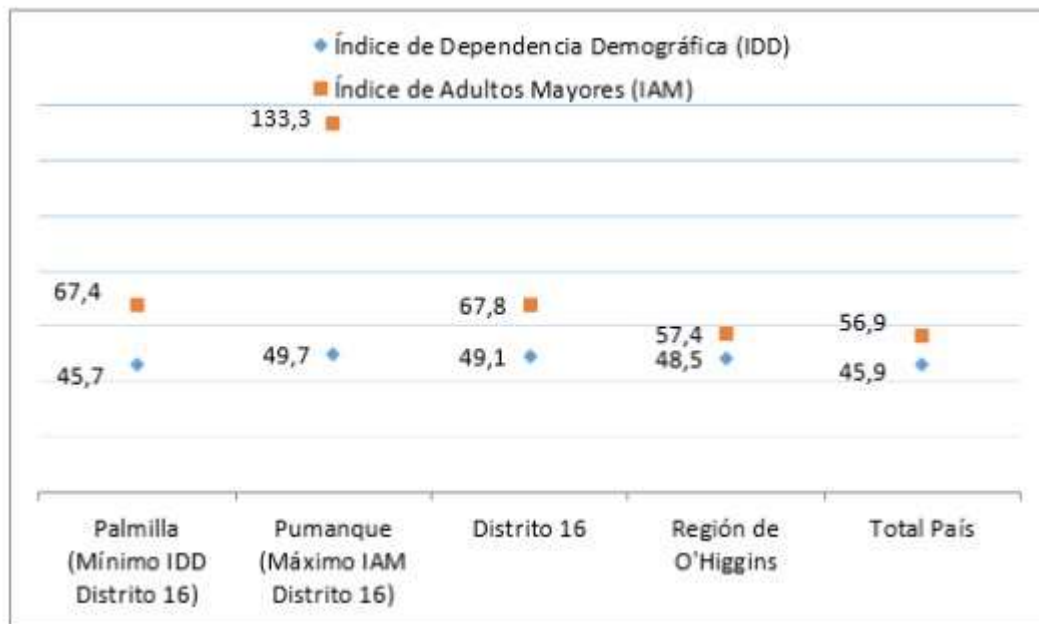 Índice de Dependencia Demográfica (IDD)
Índice de Adultos Mayores (IAM)
133,3
67,4
67,8
57,4
56,9
45,7
49,7
49,1
48,5
45,9
Palmilla
(Mínimo IDD
Distrito 16)
Pumanque
(Máximo IAM
Distrito 16)
Distrito 16
Región de
O'Higgins
Total País